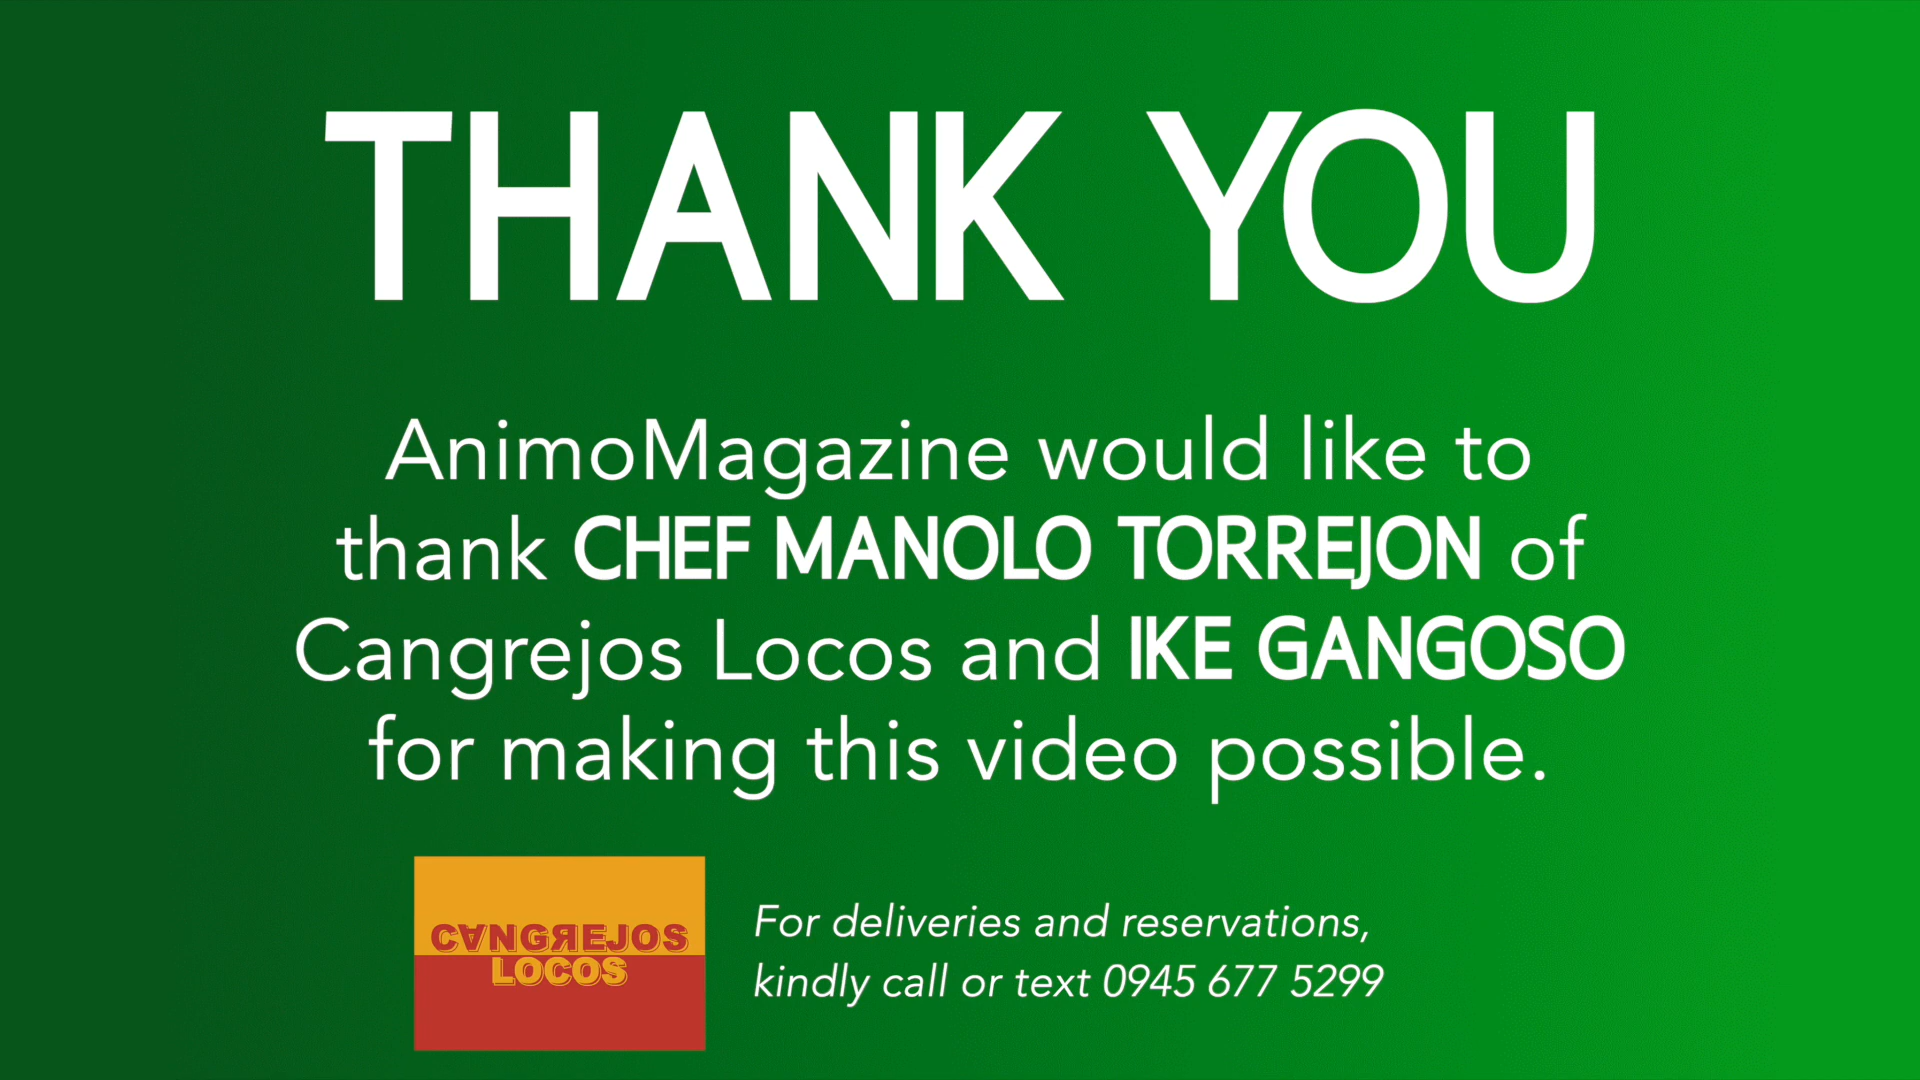 THANK YOU
AnimoMagazine would like to
thank CHEF MANOLO TORREJON of
Cangrejos Locos and IKE GANGOSO
for making this video possible.
CANGREJOS
LOCOS
For deliveries and reservations,
kindly call or text 0945 677 5299